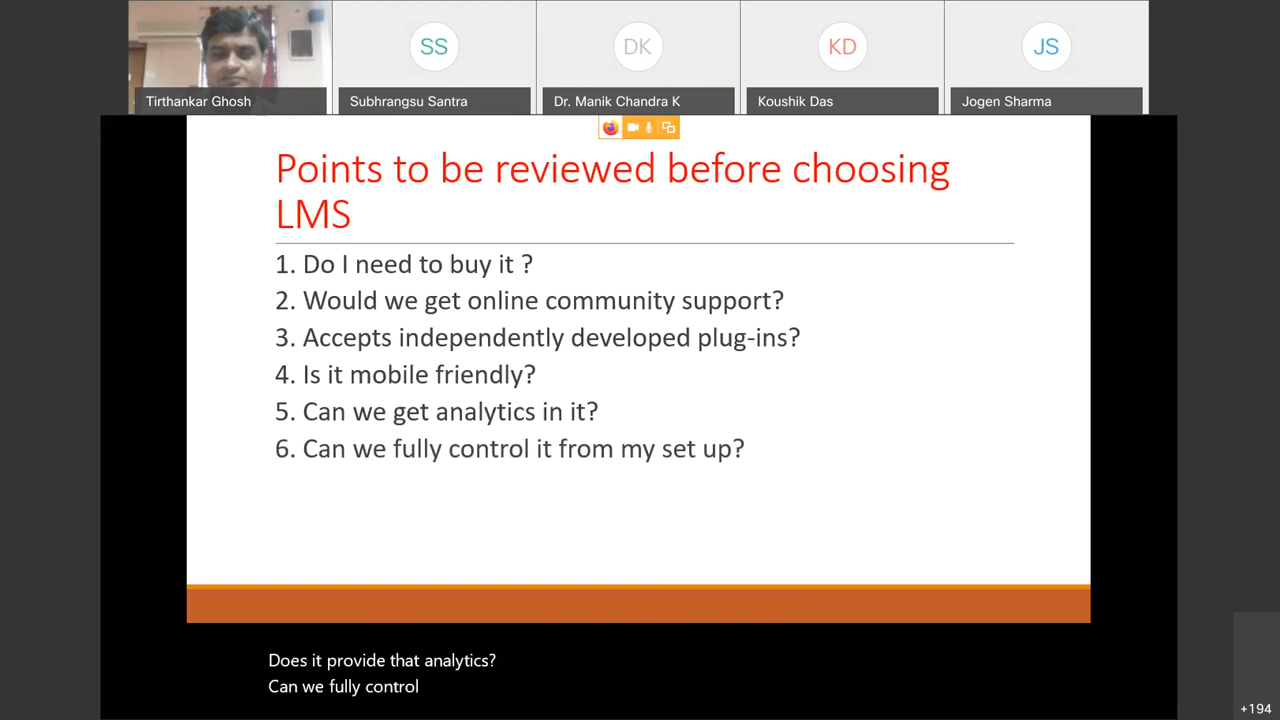 SS
DK
KD
JS
Tirthankar Ghosh
Subhrangsu Santra
Dr. Manik Chandra K
Koushik Das
Jogen Sharma
Points to be reviewed before choosing
LMS
1. Do I need to buy it ?
2. Would we get online community support?
3. Accepts independently developed plug-ins?
4. Is it mobile friendly?
5. Can we get analytics in it?
6. Can we fully control it from my set up?
Does it provide that analytics?
Can we fully control
+194